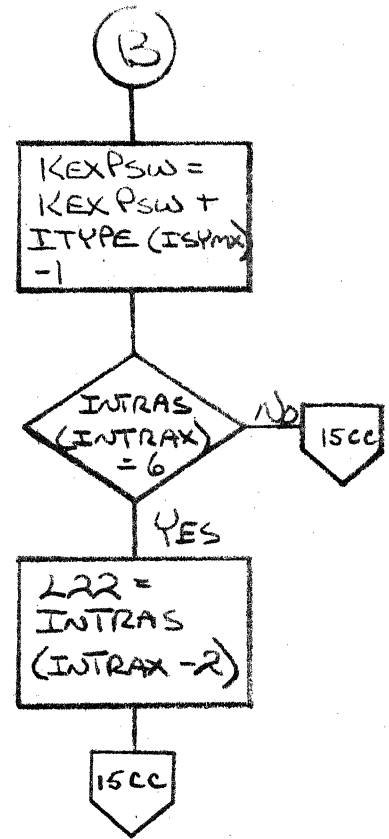 B
KEXPSW =
KEXPSW +
ITYPE (ISYMX)
-1
INTRAS
(INTRAX)
= 6
No
15CC
YES
L22 =
INTRAS
(INTRAX -2)
15CC